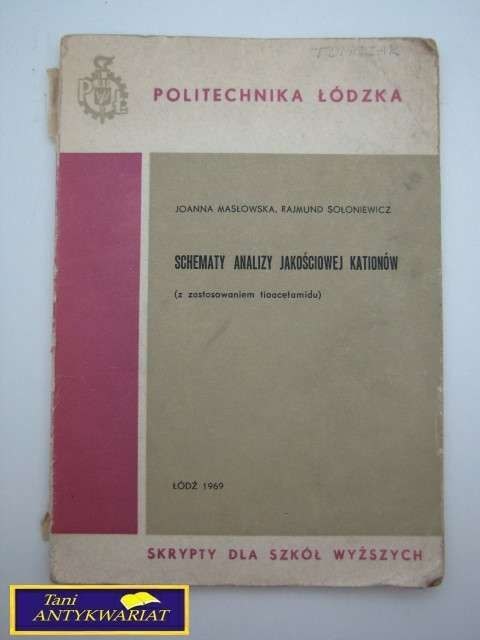 POLITECHNIKA ŁÓDZKA
JOANNA MASŁOWSKA, RAJMUND SOŁONIEWICZ
SCHEMATY ANALIZY JAKOŚCIOWEJ KATIONÓW
(z zastosowaniem tioacetamidu)
ŁÓDŹ 1969
SKRYPTY DLA SZKÓŁ WYŻSZYCH
Tani
ANTYKWARIAT